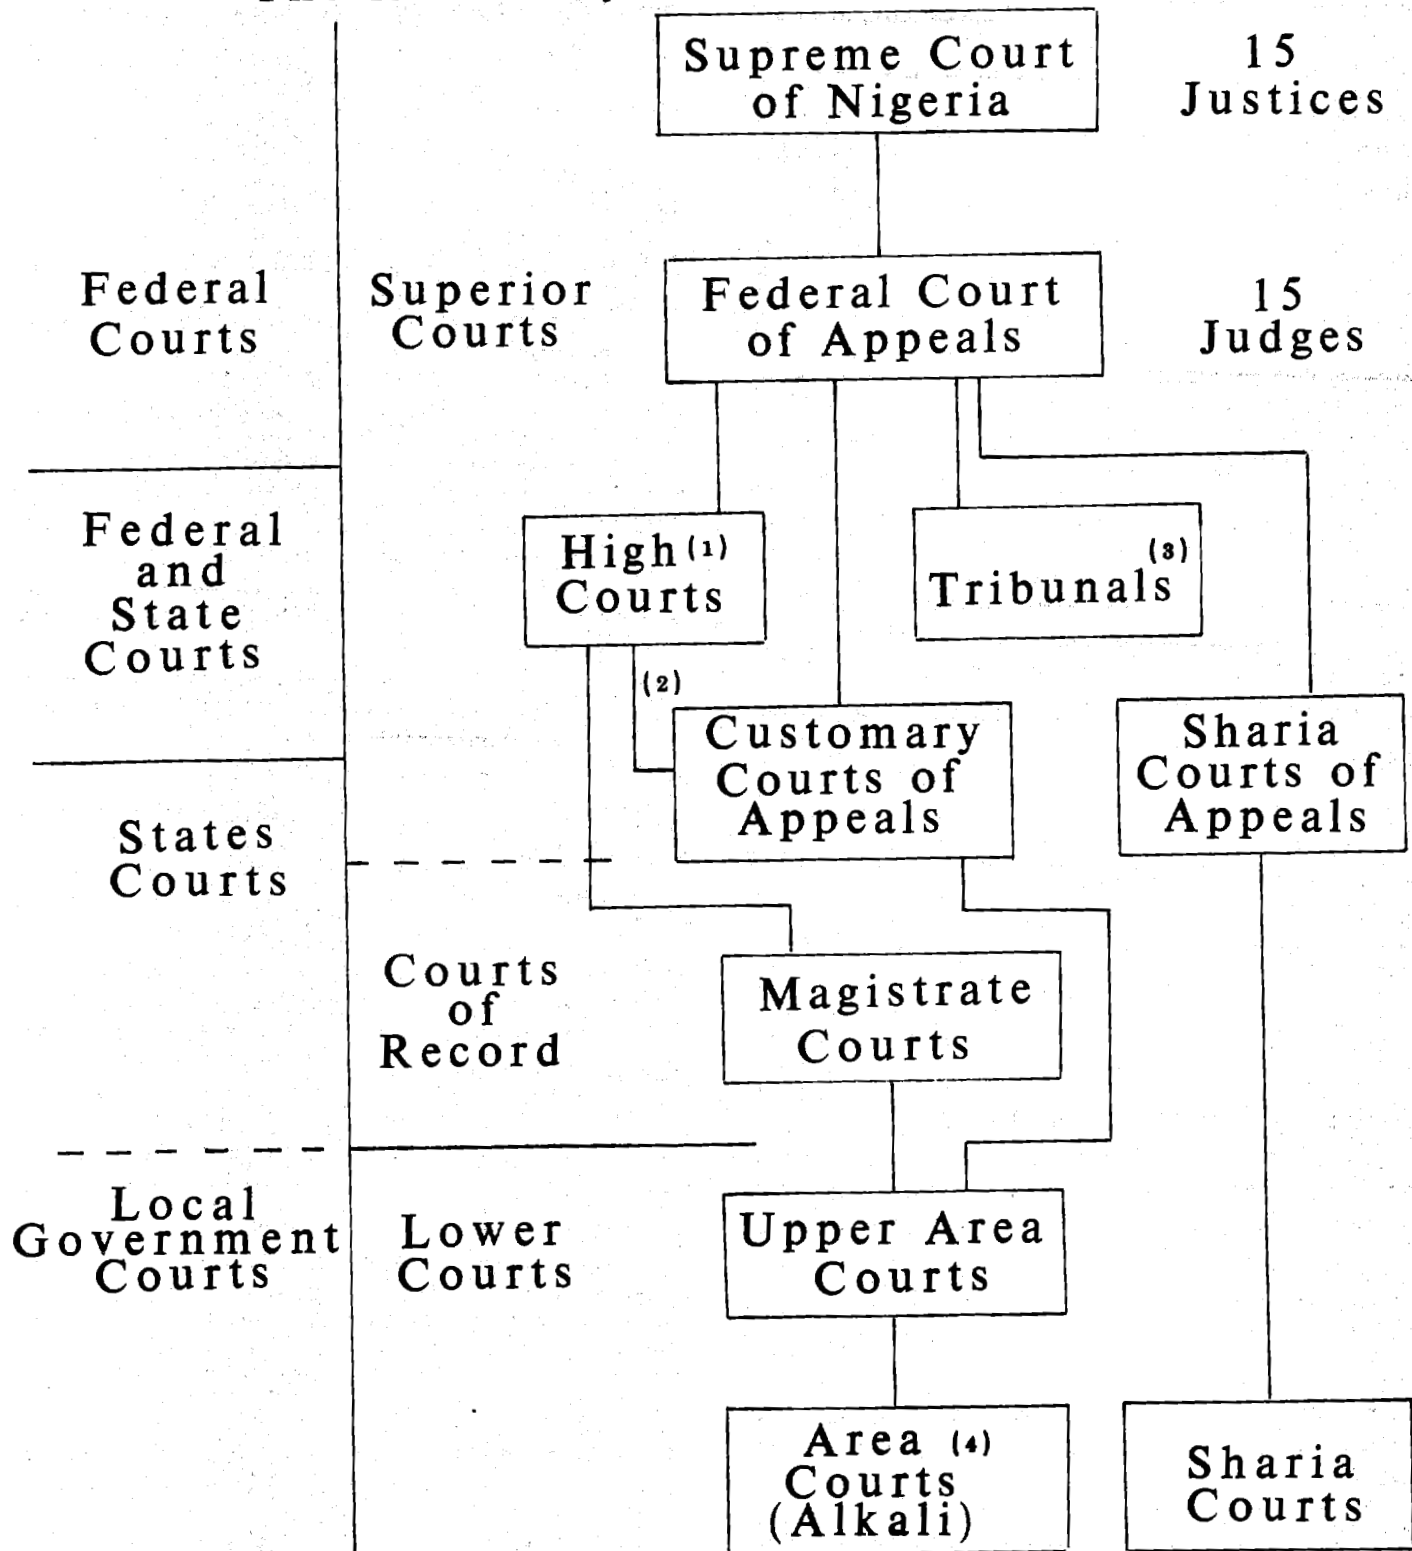 Supreme Court
of Nigeria
15
Justices
Federal
Courts
Superior
Courts
Federal Court
of Appeals
15
Judges
Federal
and
State
Courts
High (1)
Courts
(3)
Tribunals
(2)
Customary
Courts of
Appeals
Sharia
Courts of
Appeals
States
Courts
Courts
of
Record
Magistrate
Courts
Local
Government
Courts
Lower
Courts
Upper Area
Courts
Area (4)
Courts
(Alkali)
Sharia
Courts